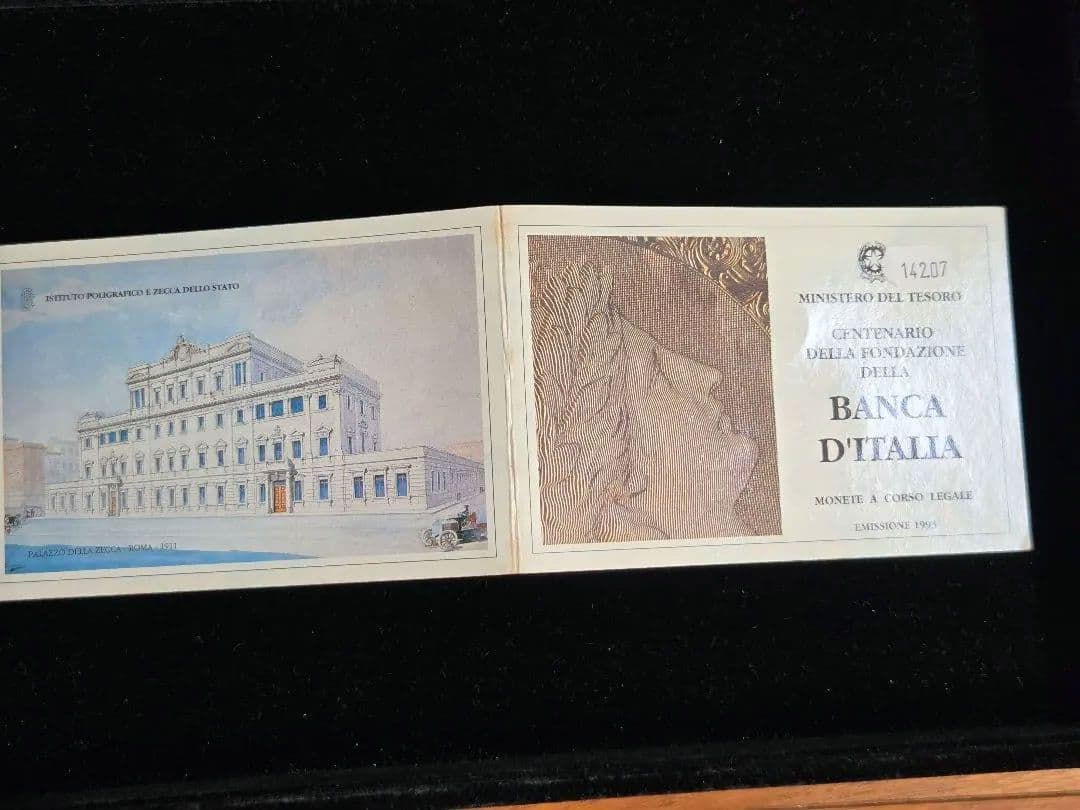 ISTITUTO POLIGRAFICO E ZECCA DELLO STATO
PALAZZO DELLA ZECCA - ROMA - 1911
14207
MINISTERO DEL TESORO
CENTENARIO
DELLA FONDAZIONE
DELLA
BANCA
D'ITALIA
MONETE A CORSO LEGALE
EMISSIONE 1993